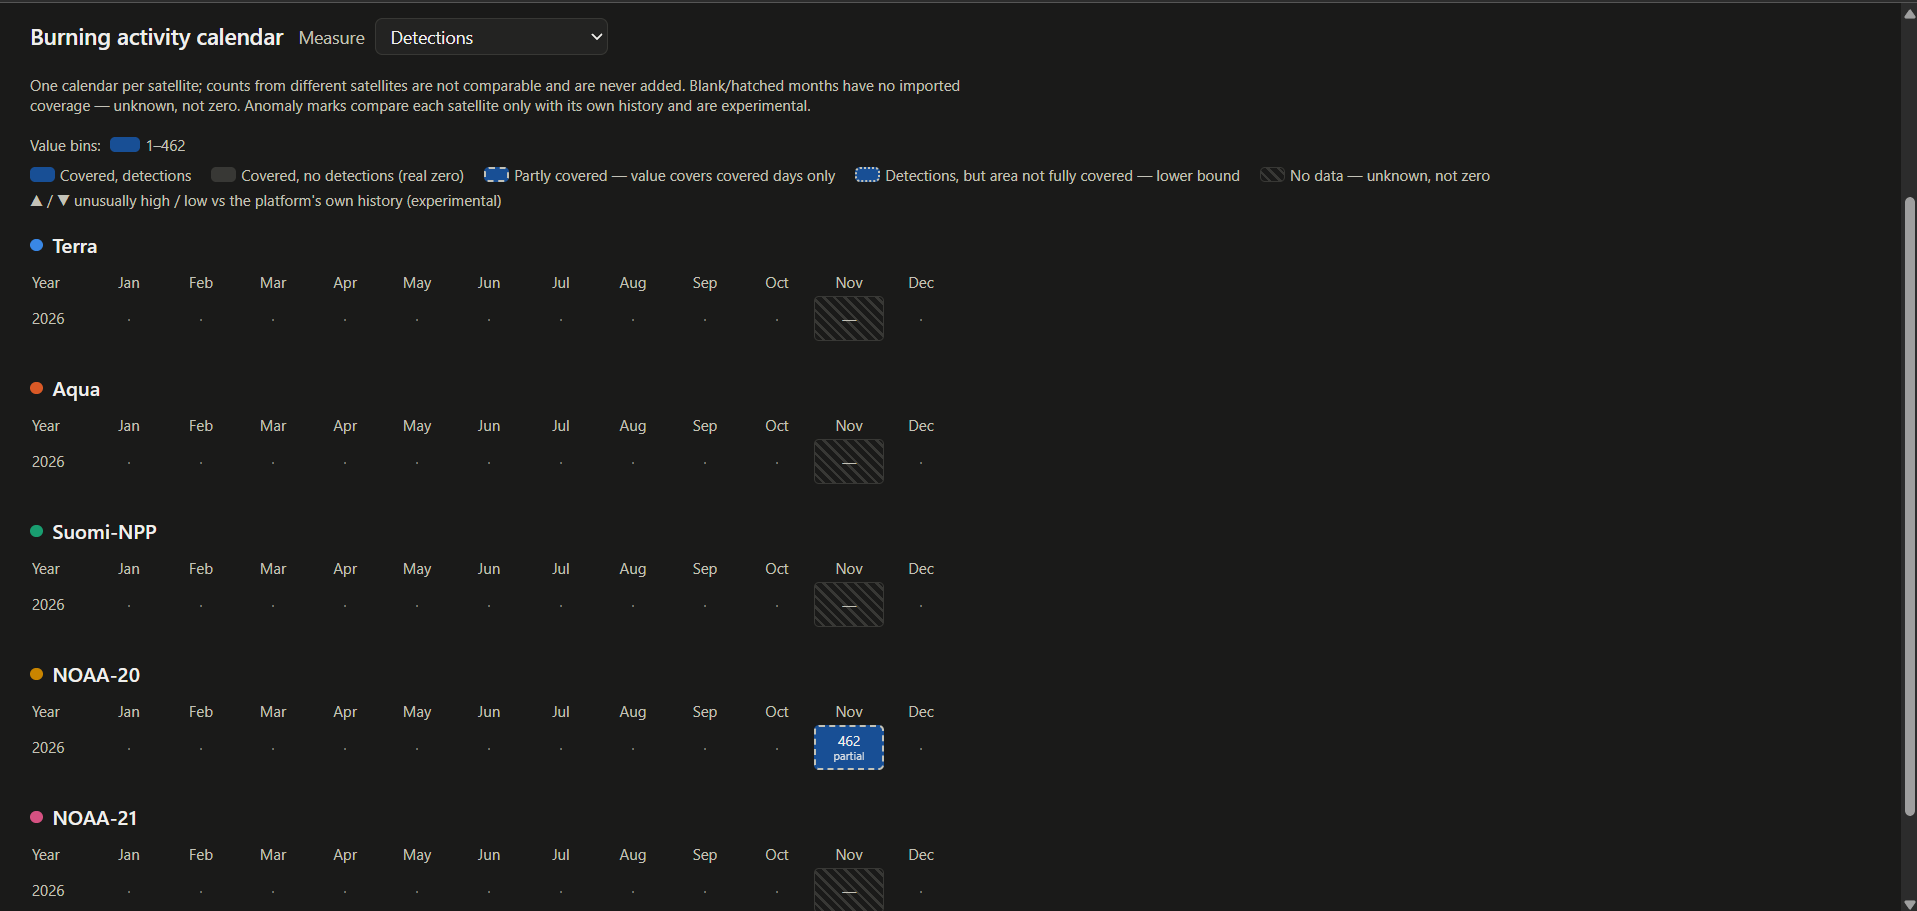 Burning activity calendar Measure Detections
One calendar per satellite; counts from different satellites are not comparable and are never added. Blank/hatched months have no imported
coverage — unknown, not zero. Anomaly marks compare each satellite only with its own history and are experimental.
Value bins: 1–462
Covered, detections Covered, no detections (real zero) Partly covered — value covers covered days only Detections, but area not fully covered — lower bound No data — unknown, not zero
▲ / ▼ unusually high / low vs the platform's own history (experimental)
Terra
Year Jan Feb Mar Apr May Jun Jul Aug Sep Oct Nov Dec
2026 · · · · · · · · · · — ·
Aqua
Year Jan Feb Mar Apr May Jun Jul Aug Sep Oct Nov Dec
2026 · · · · · · · · · · — ·
Suomi-NPP
Year Jan Feb Mar Apr May Jun Jul Aug Sep Oct Nov Dec
2026 · · · · · · · · · · — ·
NOAA-20
Year Jan Feb Mar Apr May Jun Jul Aug Sep Oct Nov Dec
2026 · · · · · · · · · · 462 ·
partial
NOAA-21
Year Jan Feb Mar Apr May Jun Jul Aug Sep Oct Nov Dec
2026 · · · · · · · · · · — ·